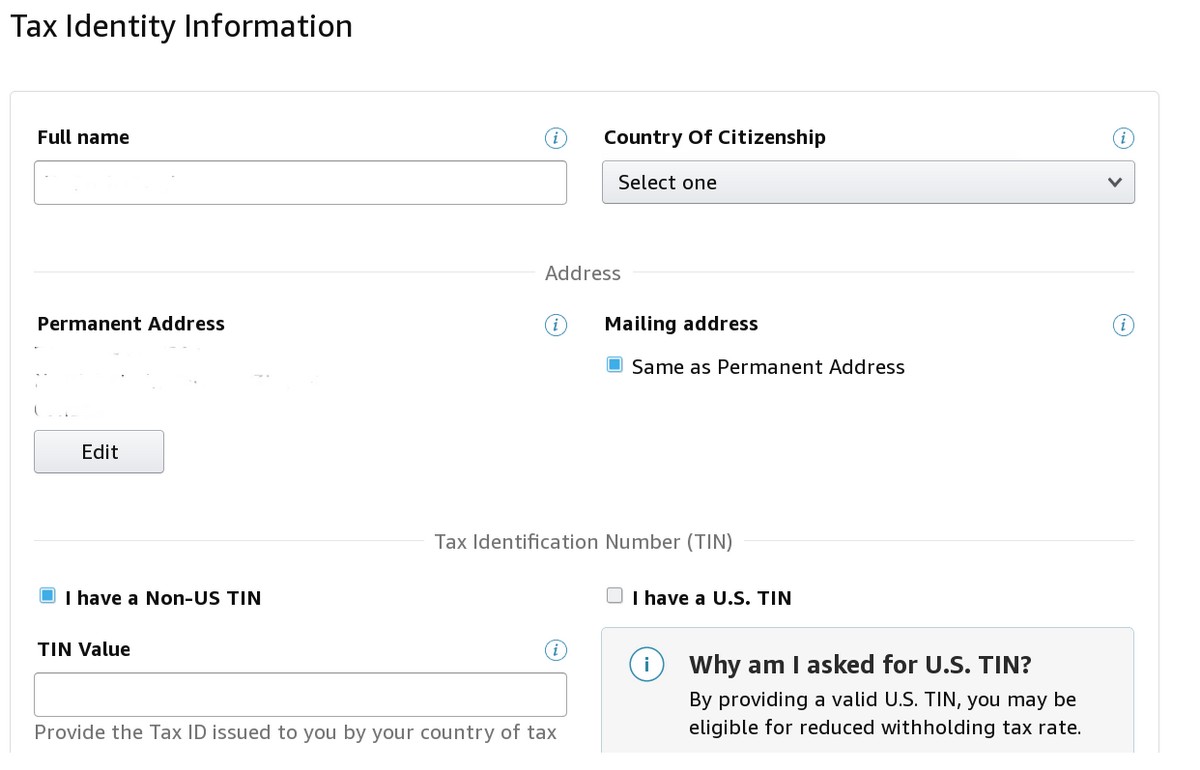 Tax Identity Information
Full name
Country Of Citizenship
Select one
Address
Permanent Address
Mailing address
Same as Permanent Address
Edit
Tax Identification Number (TIN)
I have a Non-US TIN
I have a U.S. TIN
TIN Value
Provide the Tax ID issued to you by your country of tax
Why am I asked for U.S. TIN?
By providing a valid U.S. TIN, you may be
eligible for reduced withholding tax rate.